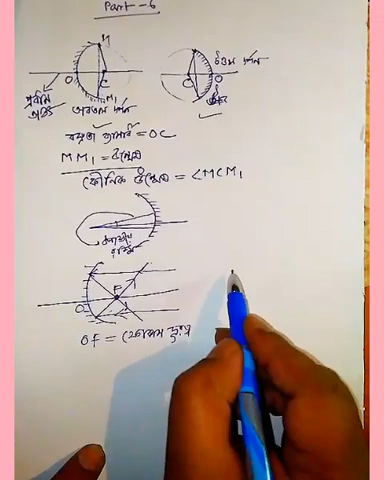 Part - 6
M
O C M₁
C O
প্রধান অক্ষ
অবতল দর্পণ
উত্তল দর্পণ
বক্রতা ব্যাসার্ধ = OC
MM₁ = উন্মেষ
কৌণিক উন্মেষ = ∠MCM₁
F
O
OF = ফোকাস দূরত্ব